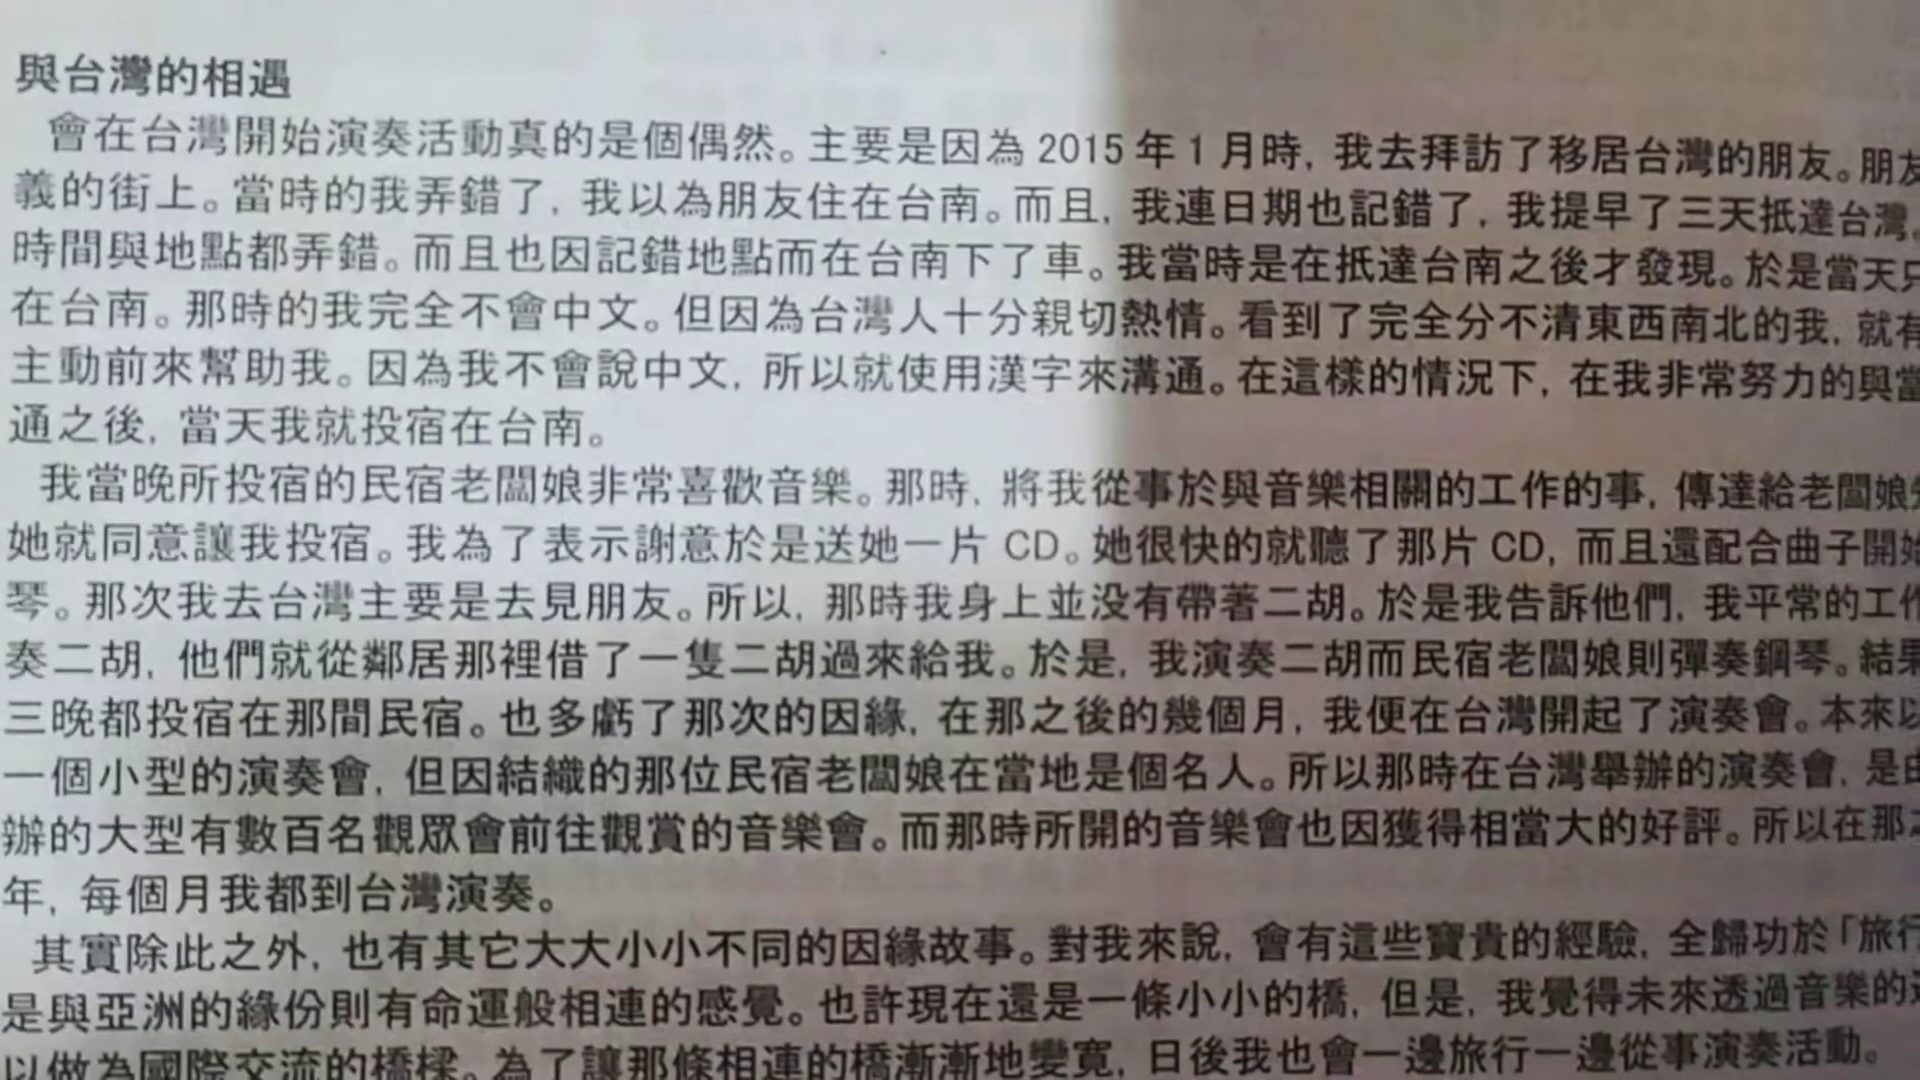 與台灣的相遇
會在台灣開始演奏活動真的是個偶然。主要是因為 2015 年 1 月時, 我去拜訪了移居台灣的朋友。朋友
義的街上。當時的我弄錯了, 我以為朋友住在台南。而且, 我連日期也記錯了, 我提早了三天抵達台灣。
時間與地點都弄錯。而且也因記錯地點而在台南下了車。我當時是在抵達台南之後才發現。於是當天只
在台南。那時的我完全不會中文。但因為台灣人十分親切熱情。看到了完全分不清東西南北的我, 就有
主動前來幫助我。因為我不會說中文, 所以就使用漢字來溝通。在這樣的情況下, 在我非常努力的與當
通之後, 當天我就投宿在台南。
我當晚所投宿的民宿老闆娘非常喜歡音樂。那時, 將我從事於與音樂相關的工作的事, 傳達給老闆娘
她就同意讓我投宿。我為了表示謝意於是送她一片 CD。她很快的就聽了那片 CD, 而且還配合曲子開始
琴。那次我去台灣主要是去見朋友。所以, 那時我身上並沒有帶著二胡。於是我告訴他們, 我平常的工作
奏二胡, 他們就從鄰居那裡借了一隻二胡過來給我。於是, 我演奏二胡而民宿老闆娘則彈奏鋼琴。結果
三晚都投宿在那間民宿。也多虧了那次的因緣, 在那之後的幾個月, 我便在台灣開起了演奏會。本來以
一個小型的演奏會, 但因結織的那位民宿老闆娘在當地是個名人。所以那時在台灣舉辦的演奏會, 是由
辦的大型有數百名觀眾會前往觀賞的音樂會。而那時所開的音樂會也因獲得相當大的好評。所以在那之
年, 每個月我都到台灣演奏。
其實除此之外, 也有其它大大小小不同的因緣故事。對我來說, 會有這些寶貴的經驗, 全歸功於「旅行
是與亞洲的緣份則有命運般相連的感覺。也許現在還是一條小小的橋, 但是, 我覺得未來透過音樂的
以做為國際交流的橋樑。為了讓那條相連的橋漸漸地變寬, 日後我也會一邊旅行一邊從事演奏活動。